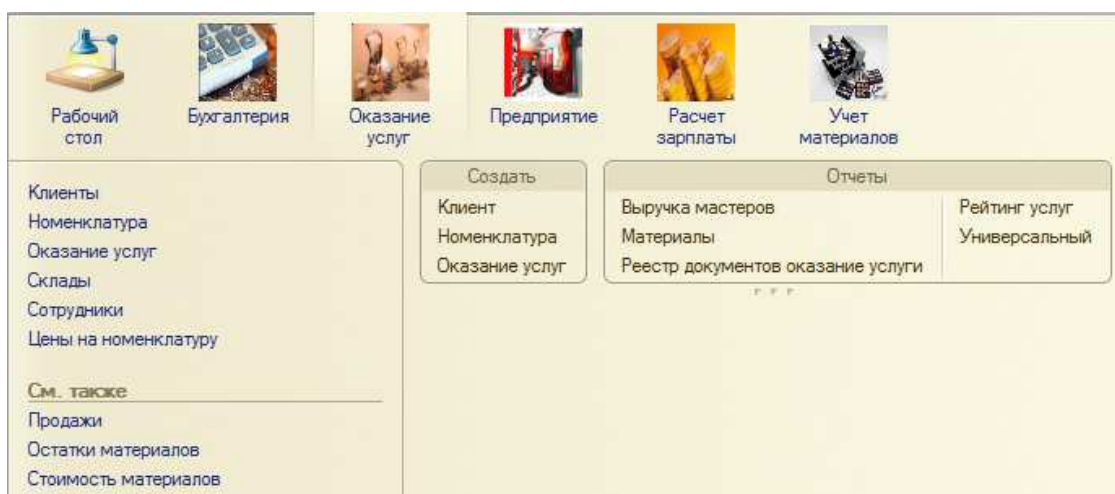 Рабочий
стол
Бухгалтерия
Оказание
услуг
Предприятие
Расчет
зарплаты
Учет
материалов
Клиенты
Номенклатура
Оказание услуг
Склады
Сотрудники
Цены на номенклатуру
См. также
Продажи
Остатки материалов
Стоимость материалов
Создать
Клиент
Номенклатура
Оказание услуг
Отчеты
Выручка мастеров
Материалы
Реестр документов оказание услуги
Рейтинг услуг
Универсальный